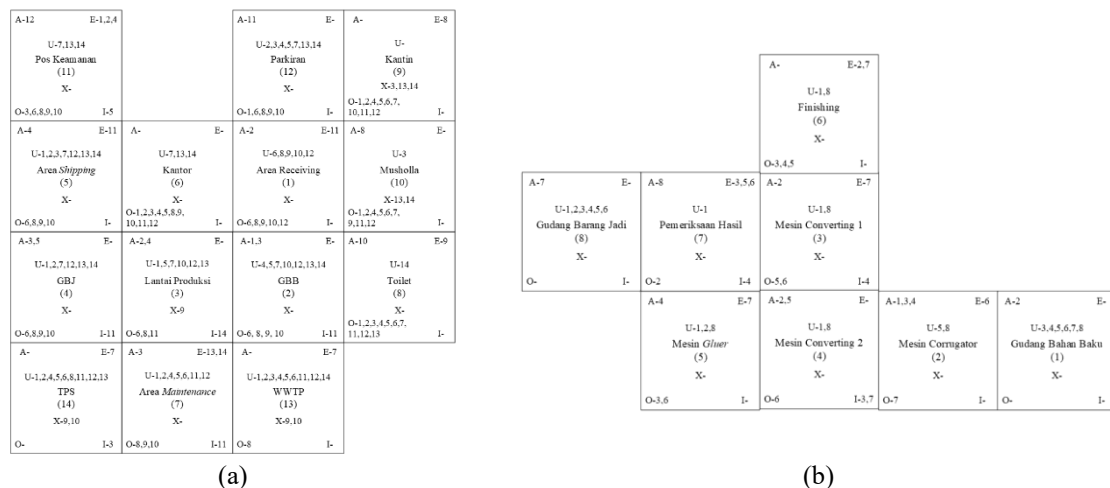 A-12 E-1,2,4
U-7,13,14
Pos Keamanan
(11)
X-
O-3,6,8,9,10 I-5
A-11 E-
U-2,3,4,5,7,13,14
Parkiran
(12)
X-
O-1,6,8,9,10 I-
A- E-8
U-
Kantin
(9)
X-3,13,14
O-1,2,4,5,6,7,
10,11,12 I-
A-4 E-11
U-1,2,3,7,12,13,14
Area Shipping
(5)
X-
O-6,8,9,10 I-
A- E-
U-7,13,14
Kantor
(6)
X-
O-1,2,3,4,5,8,9,
10,11,12 I-
A-2 E-11
U-6,8,9,10,12
Area Receiving
(1)
X-
O-6,8,9,10,12 I-
A-8 E-
U-3
Musholla
(10)
X-13,14
O-1,2,4,5,6,7,
9,11,12 I-
A-3,5 E-
U-1,2,7,12,13,14
GBJ
(4)
X-
O-6,8,9,10 I-11
A-2,4 E-
U-1,5,7,10,12,13
Lantai Produksi
(3)
X-9
O-6,8,11 I-14
A-1,3 E-
U-4,5,7,10,12,13,14
GBB
(2)
X-
O-6, 8, 9, 10 I-11
A-10 E-9
U-14
Toilet
(8)
X-
O-1,2,3,4,5,6,7,
11,12,13 I-
A- E-7
U-1,2,4,5,6,8,11,12,13
TPS
(14)
X-9,10
O- I-3
A-3 E-13,14
U-1,2,4,5,6,11,12
Area Maintenance
(7)
X-
O-8,9,10 I-11
A- E-7
U-1,2,3,4,5,6,11,12,14
WWTP
(13)
X-9,10
O-8 I-
(a)
A- E-2,7
U-1,8
Finishing
(6)
X-
O-3,4,5 I-
A-7 E-
U-1,2,3,4,5,6
Gudang Barang Jadi
(8)
X-
O- I-
A-8 E-3,5,6
U-1
Pemeriksaan Hasil
(7)
X-
O-2 I-4
A-2 E-7
U-1,8
Mesin Converting 1
(3)
X-
O-5,6 I-4
A-4 E-7
U-1,2,8
Mesin Gluer
(5)
X-
O-3,6 I-
A-2,5 E-
U-1,8
Mesin Converting 2
(4)
X-
O-6 I-3,7
A-1,3,4 E-6
U-5,8
Mesin Corrugator
(2)
X-
O-7 I-
A-2 E-
U-3,4,5,6,7,8
Gudang Bahan Baku
(1)
X-
O- I-
(b)